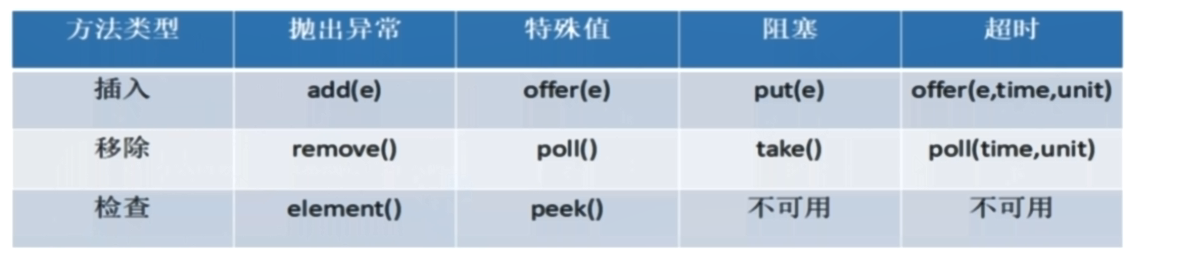 方法类型 抛出异常 特殊值 阻塞 超时
插入 add(e) offer(e) put(e) offer(e,time,unit)
移除 remove() poll() take() poll(time,unit)
检查 element() peek() 不可用 不可用